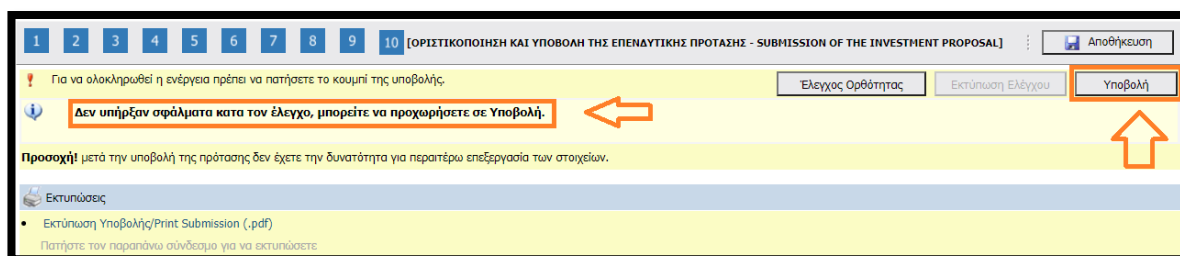 1 2 3 4 5 6 7 8 9 10 [ΟΡΙΣΤΙΚΟΠΟΙΗΣΗ ΚΑΙ ΥΠΟΒΟΛΗ ΤΗΣ ΕΠΕΝΔΥΤΙΚΗΣ ΠΡΟΤΑΣΗΣ - SUBMISSION OF THE INVESTMENT PROPOSAL] Αποθήκευση
Για να ολοκληρωθεί η ενέργεια πρέπει να πατήσετε το κουμπί της υποβολής. Έλεγχος Ορθότητας Εκτύπωση Ελέγχου Υποβολή
Δεν υπήρξαν σφάλματα κατα τον έλεγχο, μπορείτε να προχωρήσετε σε Υποβολή.
Προσοχή! μετά την υποβολή της πρότασης δεν έχετε την δυνατότητα για περαιτέρω επεξεργασία των στοιχείων.
Εκτυπώσεις
Εκτύπωση Υποβολής/Print Submission (.pdf)
Πατήστε τον παραπάνω σύνδεσμο για να εκτυπώσετε